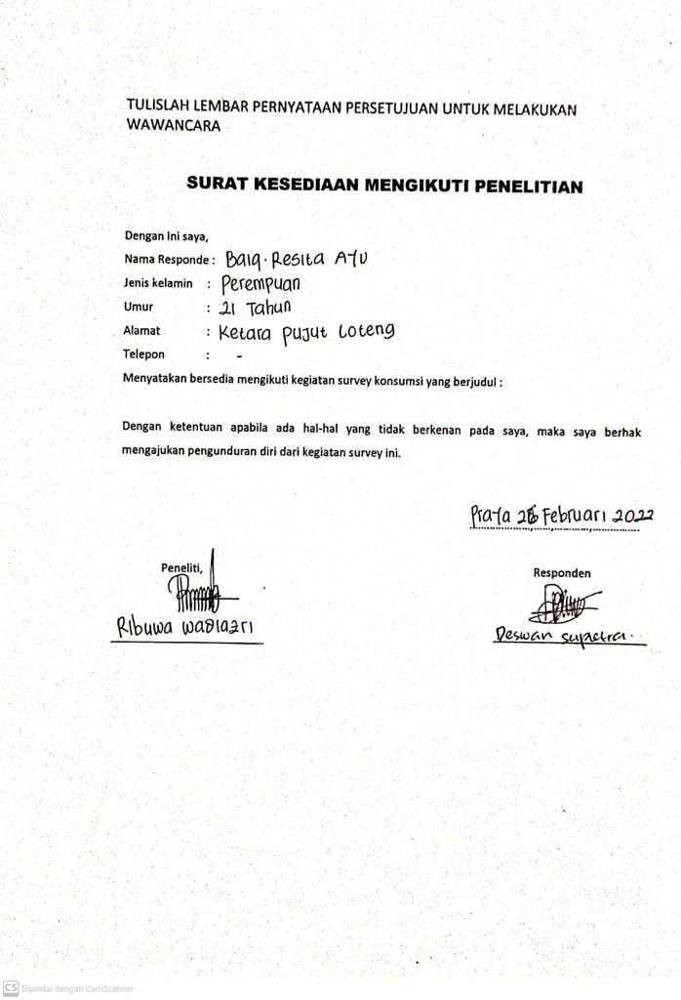 TULISLAH LEMBAR PERNYATAAN PERSETUJUAN UNTUK MELAKUKAN
WAWANCARA
SURAT KESEDIAAN MENGIKUTI PENELITIAN
Dengan Ini saya,
Nama Responde : Baiq. Resita AYU
Jenis kelamin : Perempuan
Umur : 21 Tahun
Alamat : Ketara Pujut Loteng
Telepon : -
Menyatakan bersedia mengikuti kegiatan survey konsumsi yang berjudul :
Dengan ketentuan apabila ada hal-hal yang tidak berkenan pada saya, maka saya berhak
mengajukan pengunduran diri dari kegiatan survey ini.
Praya Februari 2022
Peneliti,
Responden
Ribuwa
Deswan
CS Dipindai dengan CamScanner